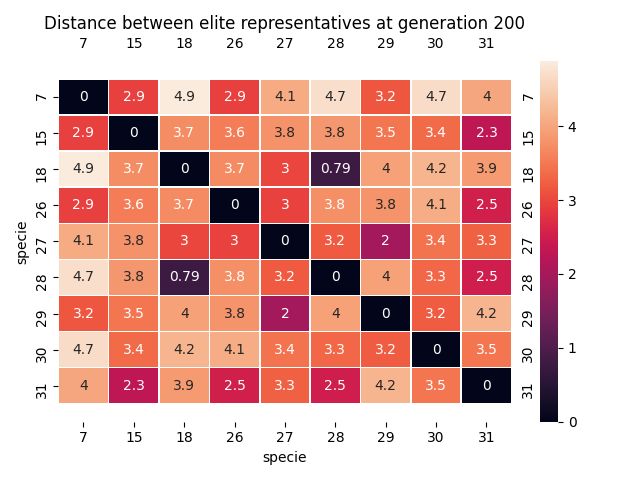 Distance between elite representatives at generation 200
7 15 18 26 27 28 29 30 31
7 0 2.9 4.9 2.9 4.1 4.7 3.2 4.7 4 7
15 2.9 0 3.7 3.6 3.8 3.8 3.5 3.4 2.3 15
18 4.9 3.7 0 3.7 3 0.79 4 4.2 3.9 18
26 2.9 3.6 3.7 0 3 3.8 3.8 4.1 2.5 26
27 4.1 3.8 3 3 0 3.2 2 3.4 3.3 27
28 4.7 3.8 0.79 3.8 3.2 0 4 3.3 2.5 28
29 3.2 3.5 4 3.8 2 4 0 3.2 4.2 29
30 4.7 3.4 4.2 4.1 3.4 3.3 3.2 0 3.5 30
31 4 2.3 3.9 2.5 3.3 2.5 4.2 3.5 0 31
7 15 18 26 27 28 29 30 31
specie
specie
4
3
2
1
0